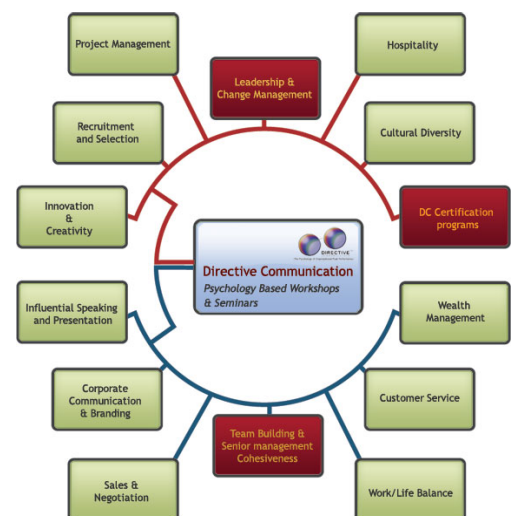 Project Management
Hospitality
Leadership &
Change Management
Recruitment
and Selection
Cultural Diversity
Innovation
&
Creativity
DC Certification
programs
DIRECTIVE
Directive Communication
Psychology Based Workshops
& Seminars
Influential Speaking
and Presentation
Wealth
Management
Corporate
Communication
& Branding
Customer Service
Team Building &
Senior management
Cohesiveness
Sales &
Negotiation
Work/Life Balance